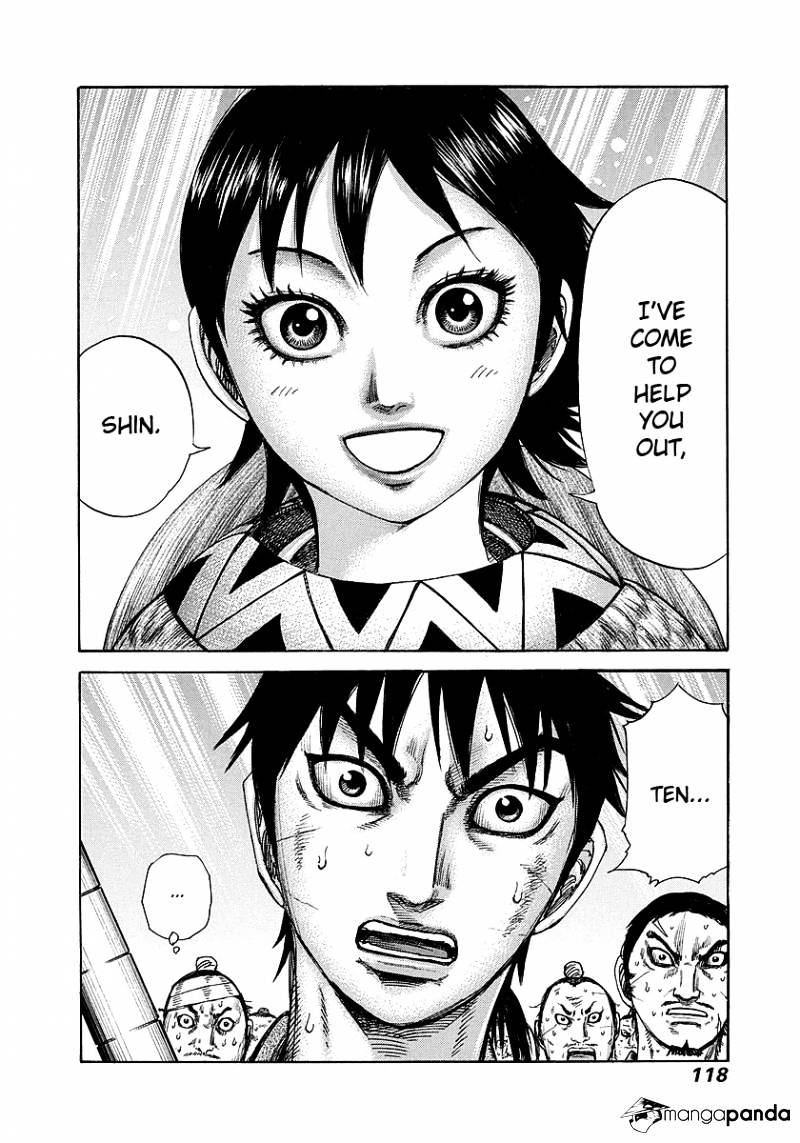 I'VE
COME
TO
HELP
YOU
OUT,
SHIN.
TEN...
...
118
mangapanda